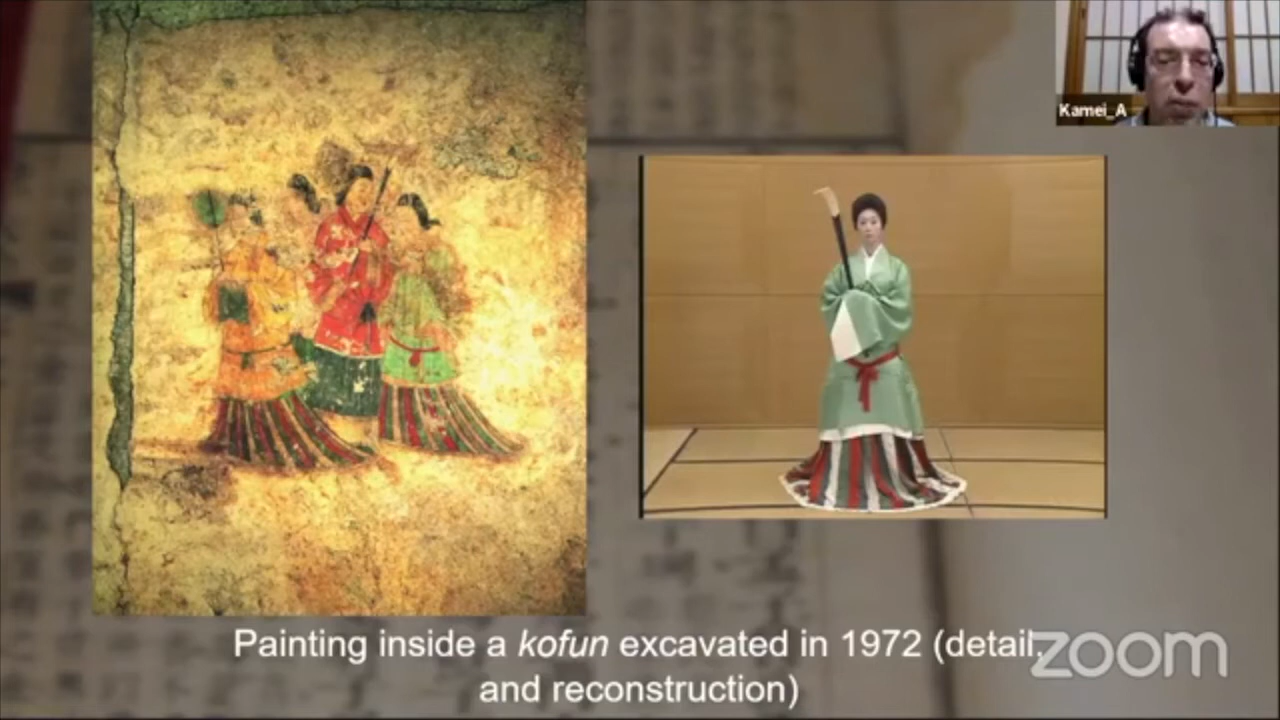 Kamei_A
Painting inside a kofun excavated in 1972 (detail,
and reconstruction)
zoom